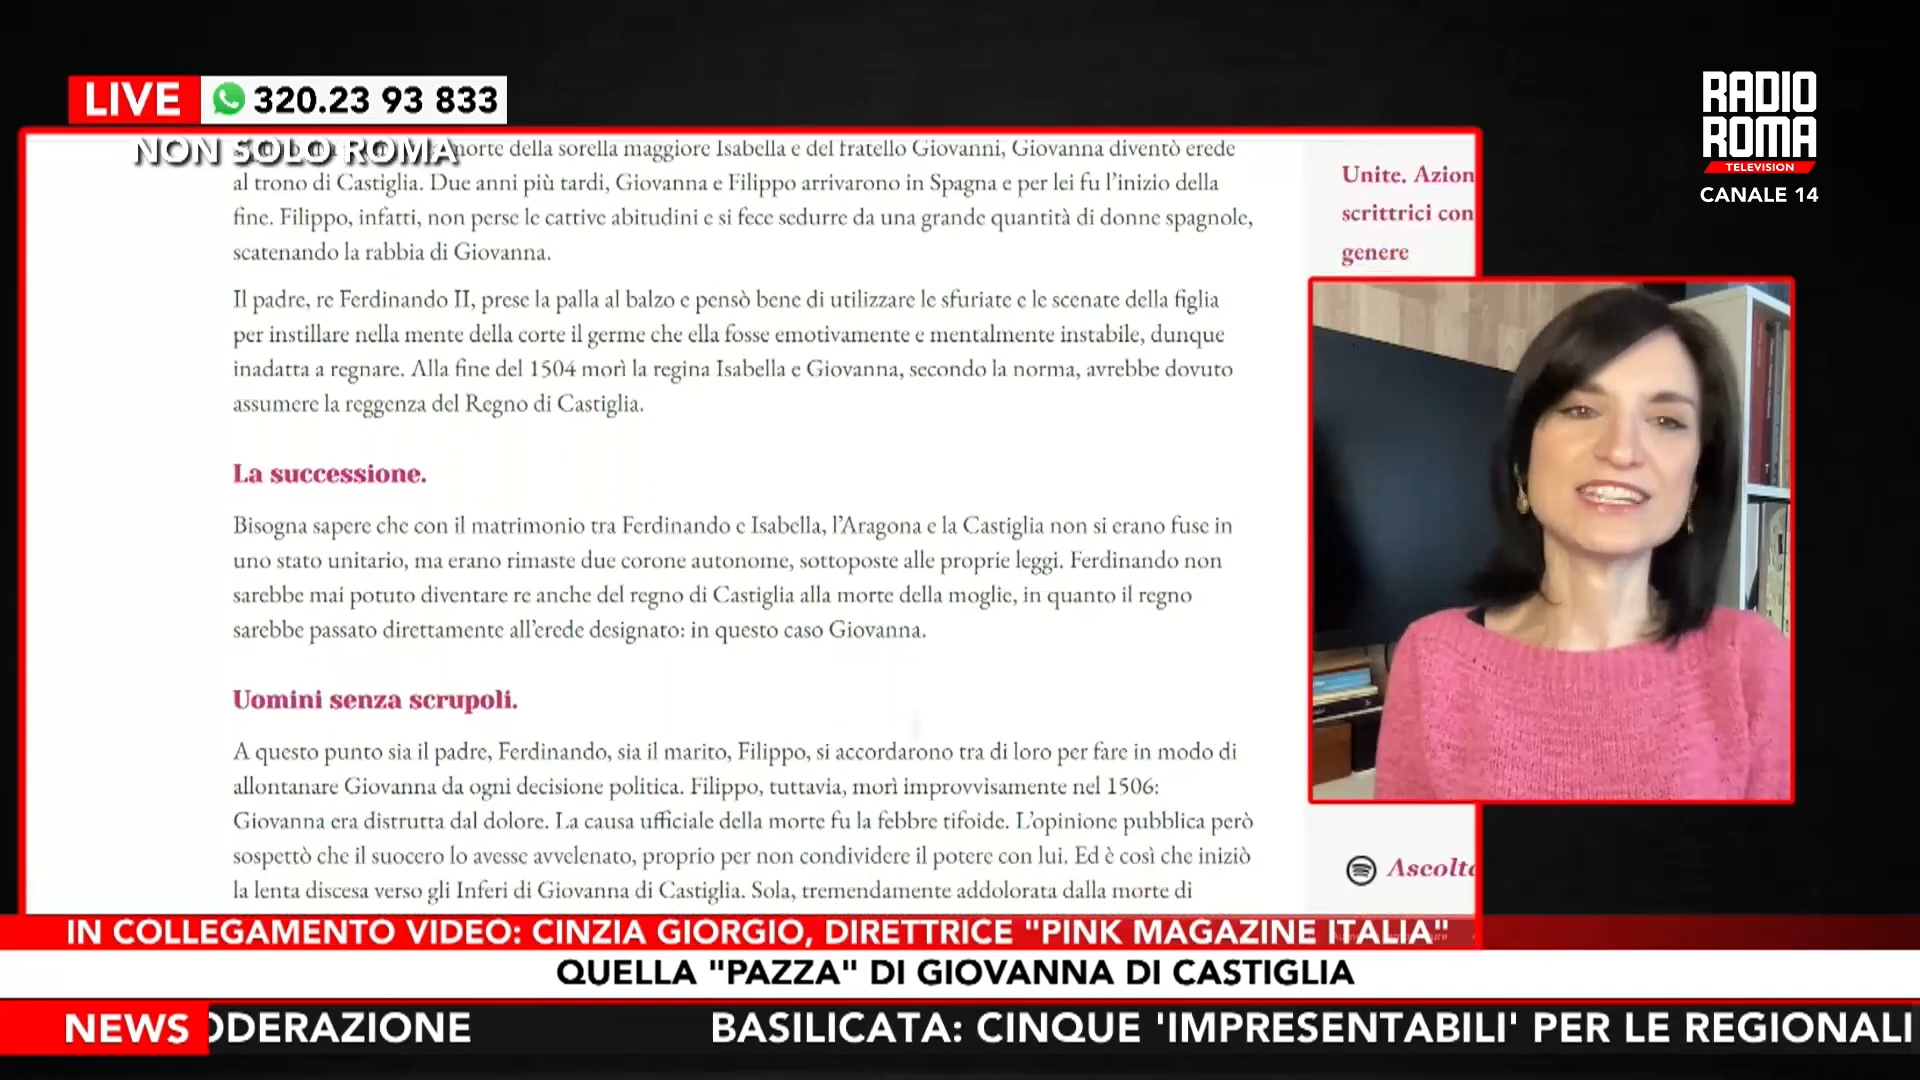 LIVE 320.23 93 833
NON SOLO ROMA
RADIO
ROMA
TELEVISION
CANALE 14
morte della sorella maggiore Isabella e del fratello Giovanni, Giovanna diventò erede
al trono di Castiglia. Due anni più tardi, Giovanna e Filippo arrivarono in Spagna e per lei fu l’inizio della
fine. Filippo, infatti, non perse le cattive abitudini e si fece sedurre da una grande quantità di donne spagnole,
scatenando la rabbia di Giovanna.
Il padre, re Ferdinando II, prese la palla al balzo e pensò bene di utilizzare le sfuriate e le scenate della figlia
per instillare nella mente della corte il germe che ella fosse emotivamente e mentalmente instabile, dunque
inadatta a regnare. Alla fine del 1504 morì la regina Isabella e Giovanna, secondo la norma, avrebbe dovuto
assumere la reggenza del Regno di Castiglia.
La successione.
Bisogna sapere che con il matrimonio tra Ferdinando e Isabella, l’Aragona e la Castiglia non si erano fuse in
uno stato unitario, ma erano rimaste due corone autonome, sottoposte alle proprie leggi. Ferdinando non
sarebbe mai potuto diventare re anche del regno di Castiglia alla morte della moglie, in quanto il regno
sarebbe passato direttamente all’erede designato: in questo caso Giovanna.
Uomini senza scrupoli.
A questo punto sia il padre, Ferdinando, sia il marito, Filippo, si accordarono tra di loro per fare in modo di
allontanare Giovanna da ogni decisione politica. Filippo, tuttavia, morì improvvisamente nel 1506:
Giovanna era distrutta dal dolore. La causa ufficiale della morte fu la febbre tifoide. L’opinione pubblica però
sospettò che il suocero lo avesse avvelenato, proprio per non condividere il potere con lui. Ed è così che iniziò
la lenta discesa verso gli Inferi di Giovanna di Castiglia. Sola, tremendamente addolorata dalla morte di
Unite. Azion
scrittrici con
genere
Ascolta
IN COLLEGAMENTO VIDEO: CINZIA GIORGIO, DIRETTRICE "PINK MAGAZINE ITALIA"
QUELLA "PAZZA" DI GIOVANNA DI CASTIGLIA
NEWS ODERAZIONE BASILICATA: CINQUE 'IMPRESENTABILI' PER LE REGIONALI